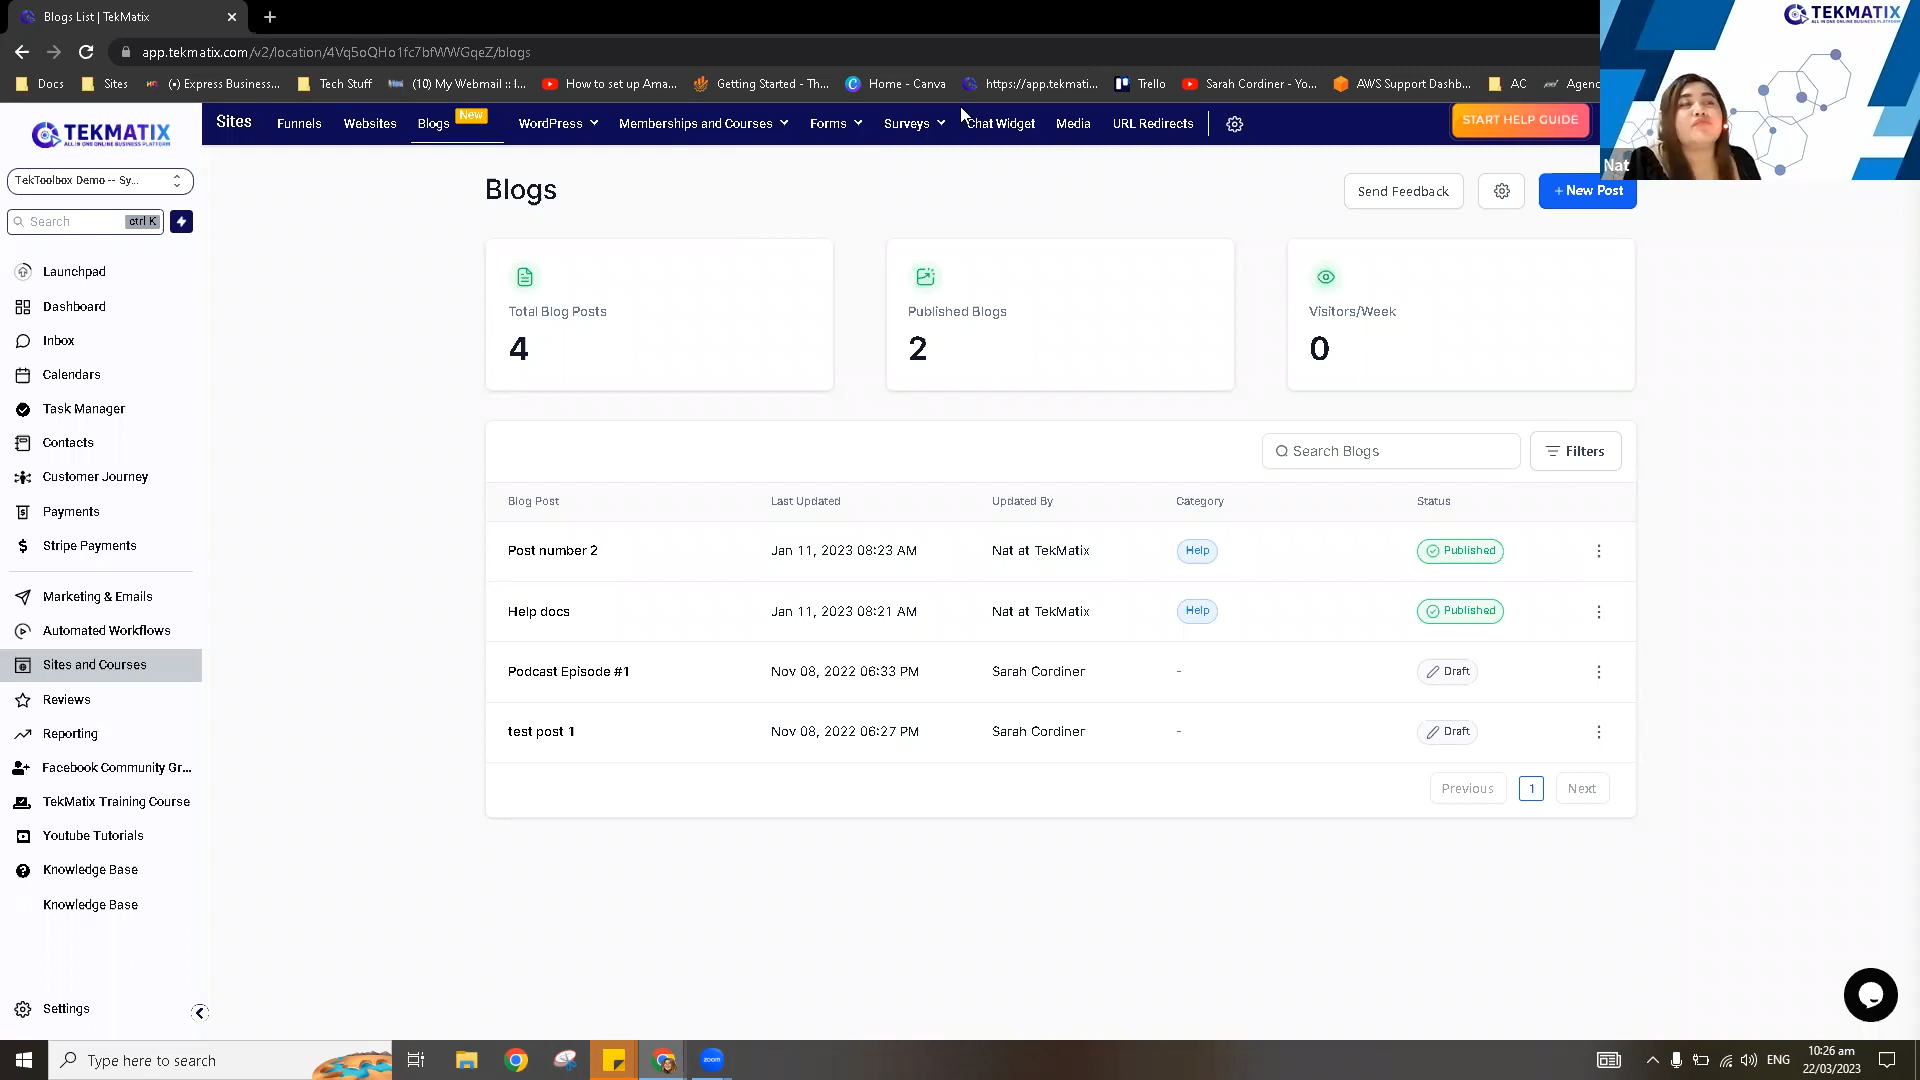 Blogs List | TekMatix
app.tekmatix.com/v2/location/4Vq5oQHo1fc7bfWWGqeZ/blogs
Docs
Sites
(•) Express Business...
Tech Stuff
(10) My Webmail :: I...
How to set up Ama...
Getting Started - Th...
Home - Canva
https://app.tekmati...
Trello
Sarah Cordiner - Yo...
AWS Support Dashb...
AC
Agenc
TEKMATIX
ALL IN ONE ONLINE BUSINESS PLATFORM
Nat
TEKMATIX
ALL IN ONE ONLINE BUSINESS PLATFORM
Sites
Funnels
Websites
Blogs
New
WordPress
Memberships and Courses
Forms
Surveys
Chat Widget
Media
URL Redirects
START HELP GUIDE
TekToolbox Demo -- Sy...
Search
ctrl K
Launchpad
Dashboard
Inbox
Calendars
Task Manager
Contacts
Customer Journey
Payments
Stripe Payments
Marketing & Emails
Automated Workflows
Sites and Courses
Reviews
Reporting
Facebook Community Gr...
TekMatix Training Course
Youtube Tutorials
Knowledge Base
Knowledge Base
Settings
Blogs
Send Feedback
+ New Post
Total Blog Posts
4
Published Blogs
2
Visitors/Week
0
Search Blogs
Filters
Blog Post Last Updated Updated By Category Status
Post number 2 Jan 11, 2023 08:23 AM Nat at TekMatix Help Published
Help docs Jan 11, 2023 08:21 AM Nat at TekMatix Help Published
Podcast Episode #1 Nov 08, 2022 06:33 PM Sarah Cordiner - Draft
test post 1 Nov 08, 2022 06:27 PM Sarah Cordiner - Draft
Previous 1 Next
Type here to search
zoom
ENG
10:26 am
22/03/2023